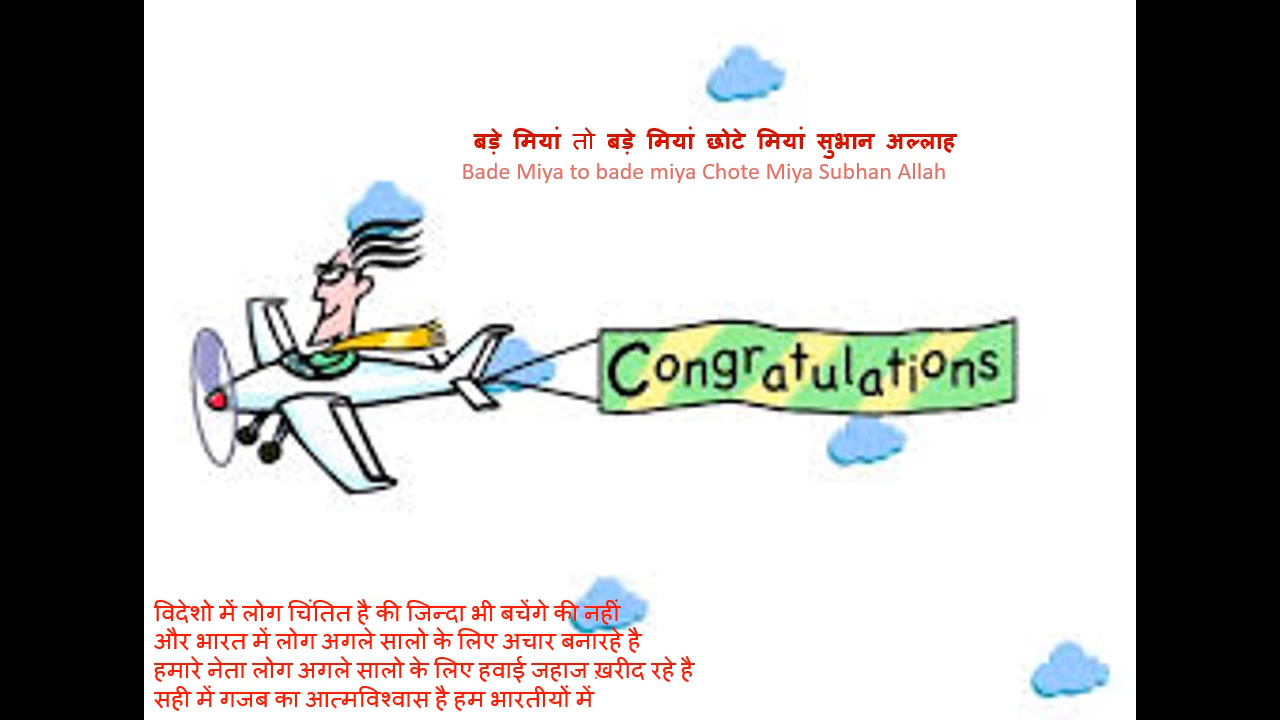 बड़े मियां तो बड़े मियां छोटे मियां सुभान अल्लाह
Bade Miya to bade miya Chote Miya Subhan Allah
Congratulations
विदेशो में लोग चिंतित है की जिन्दा भी बचेंगे की नहीं
और भारत में लोग अगले सालो के लिए अचार बनारहे है
हमारे नेता लोग अगले सालो के लिए हवाई जहाज ख़रीद रहे है
सही में गजब का आत्मविश्वास है हम भारतीयों में